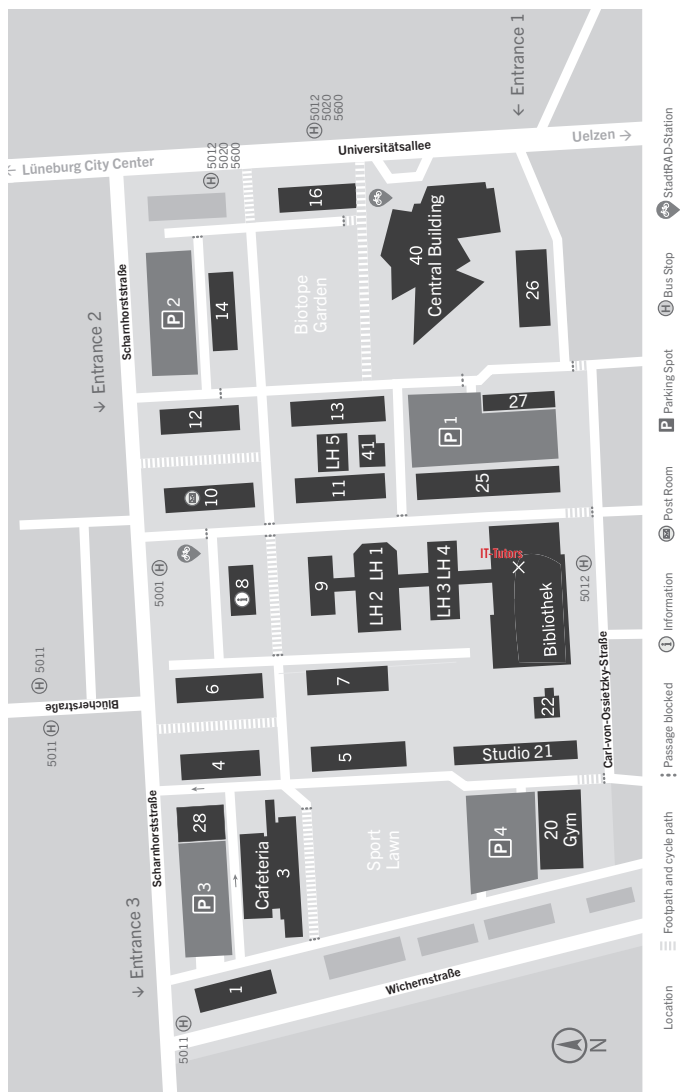 5011 H
← Entrance 3
Scharnhorststraße
5011 H
H 5011
Blücherstraße
5001 H
← Entrance 2
Scharnhorststraße
← Lüneburg City Center
H 5012
5020
5600
H 5012
5020
5600
← Entrance 1
1
P 3
28
4
6
8
10
12
P 2
14
16
Cafeteria
3
5
7
9
11
LH 5
41
13
Biotope
Garden
Universitätsallee
LH 2 LH 1
LH 3 LH 4
Sport
Lawn
40
Central Building
Wichernstraße
P 4
20
Gym
Studio 21
22
IT-Tutors
Bibliothek
25
P 1
27
26
Uelzen →
Carl-von-Ossietzky-Straße
5012 H
N
Location
Footpath and cycle path
Passage blocked
Information
Post Room
P Parking Spot
H Bus Stop
StadtRAD-Station